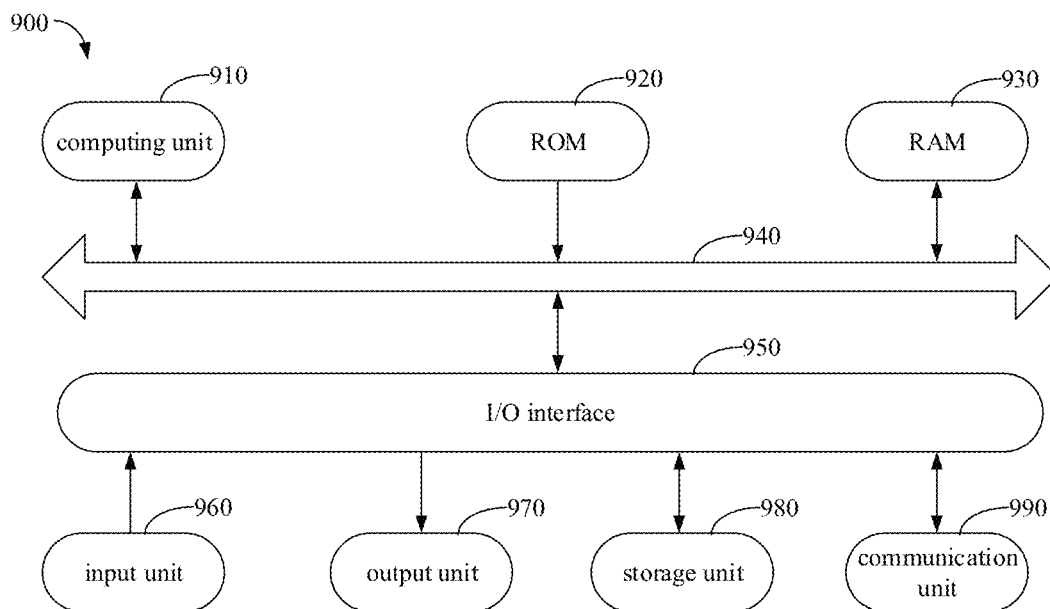 900
910
920
930
computing unit
ROM
RAM
940
950
I/O interface
960
970
980
990
input unit
output unit
storage unit
communication
unit